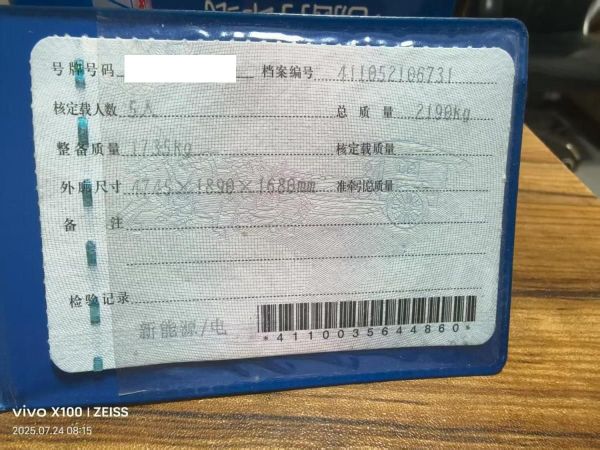 号牌号码 档案编号 411052106731
核定载人数 5人 总质量 2190kg
整备质量 1735kg 核定载质量
外廓尺寸 4745×1890×1680mm 准牵引总质量
备注
检验记录
新能源/电
*4110035644860*
vivo X100 | ZEISS
2025.07.24 08:15